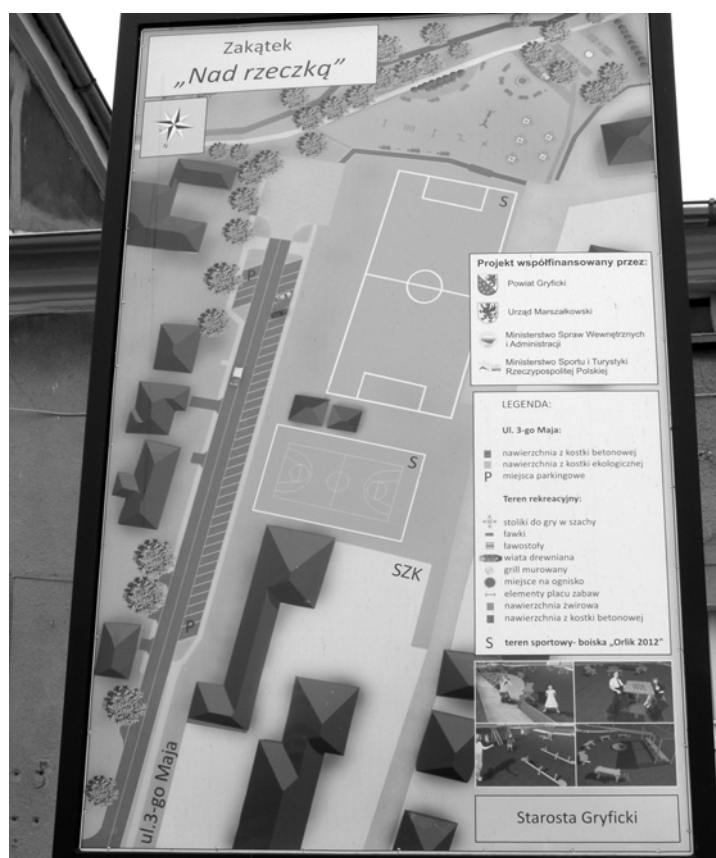 Zakątek
„Nad rzeczką”
N
S
P
Projekt współfinansowany przez:
Powiat Gryficki
Urząd Marszałkowski
Ministerstwo Spraw Wewnętrznych
i Administracji
Ministerstwo Sportu i Turystyki
Rzeczypospolitej Polskiej
LEGENDA:
Ul. 3-go Maja:
nawierzchnia z kostki betonowej
nawierzchnia z kostki ekologicznej
P miejsca parkingowe
Teren rekreacyjny:
stoliki do gry w szachy
ławki
ławostoły
wiata drewniana
grill murowany
miejsce na ognisko
elementy placu zabaw
nawierzchnia żwirowa
nawierzchnia z kostki betonowej
S teren sportowy- boiska „Orlik 2012”
S
SZK
P
ul.3-go Maja
Starosta Gryficki